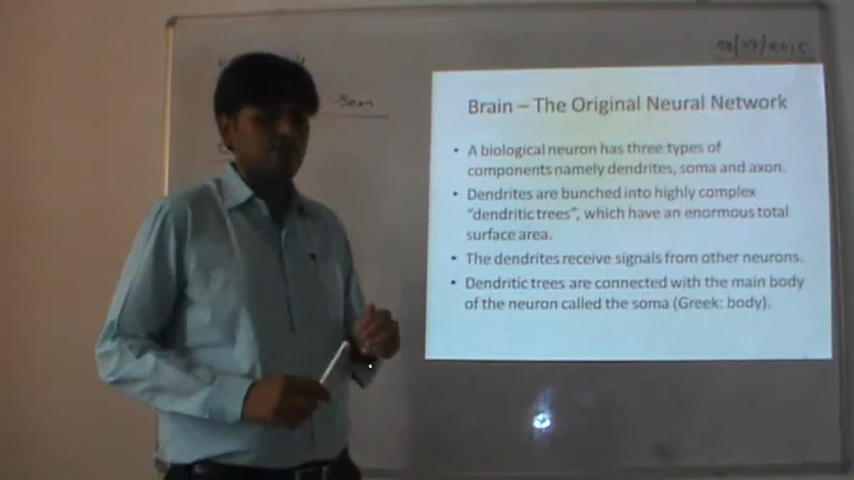 Brain – The Original Neural Network
• A biological neuron has three types of
components namely dendrites, soma and axon.
• Dendrites are bunched into highly complex
"dendritic trees", which have an enormous total
surface area.
• The dendrites receive signals from other neurons.
• Dendritic trees are connected with the main body
of the neuron called the soma (Greek: body).